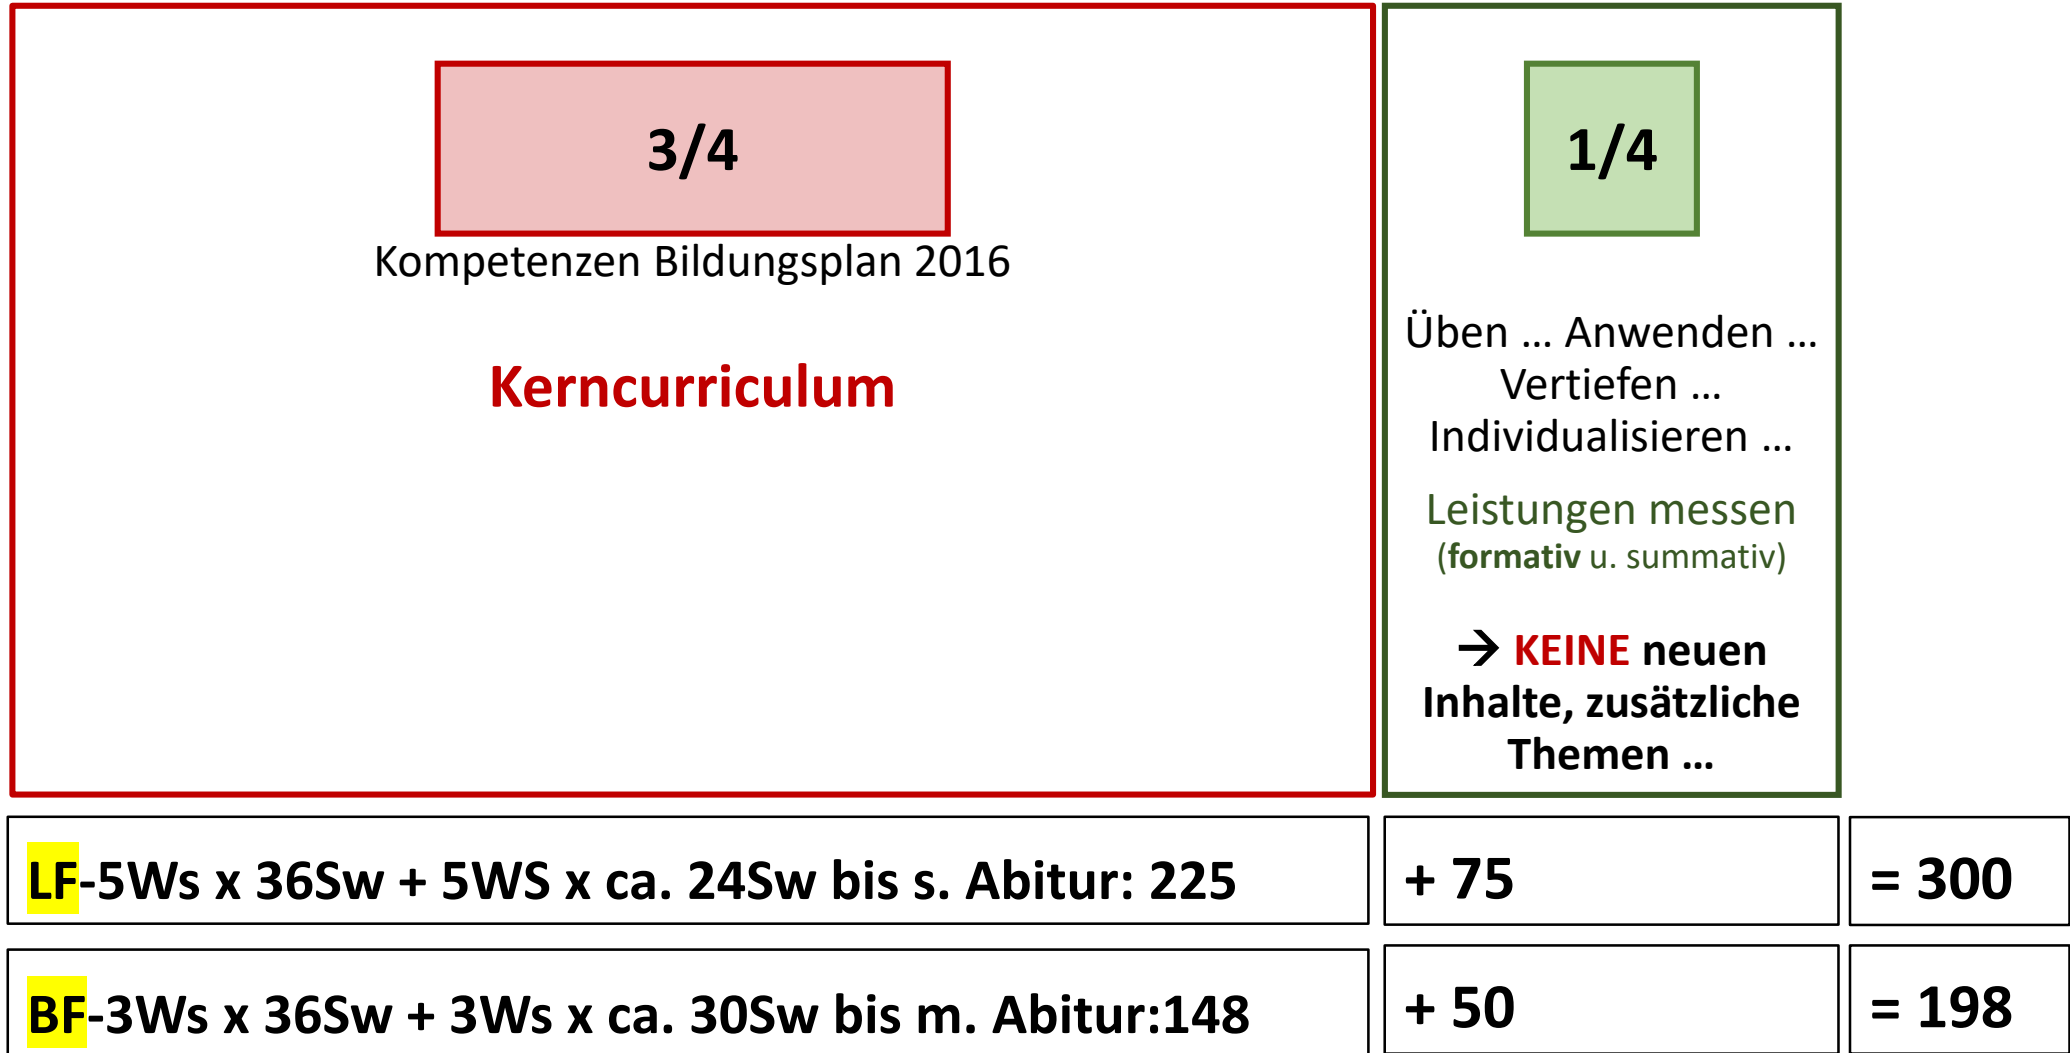 3/4
Kompetenzen Bildungsplan 2016
Kerncurriculum
1/4
Üben … Anwenden …
Vertiefen …
Individualisieren …
Leistungen messen
(formativ u. summativ)
→ KEINE neuen
Inhalte, zusätzliche
Themen …
LF-5Ws x 36Sw + 5WS x ca. 24Sw bis s. Abitur: 225
+ 75
= 300
BF-3Ws x 36Sw + 3Ws x ca. 30Sw bis m. Abitur:148
+ 50
= 198